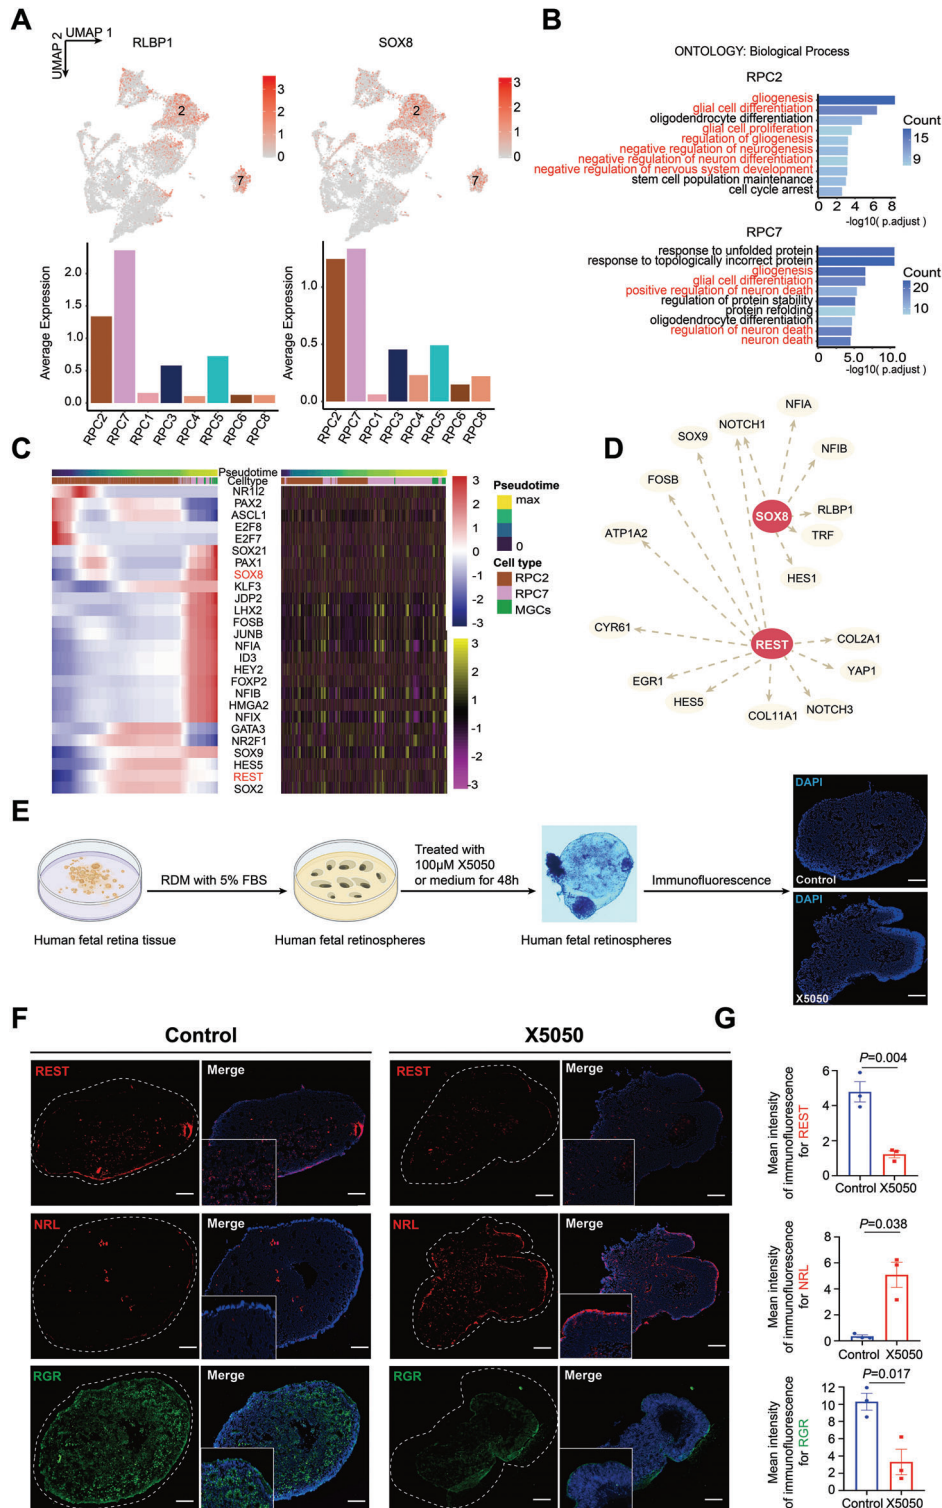 A
UMAP 1
UMAP 2
RLBP1
SOX8
2
7
3
2
1
0
2
7
3
2
1
0
Average Expression
2.0
1.5
1.0
0.5
0.0
RPC2
RPC7
RPC1
RPC3
RPC4
RPC5
RPC6
RPC8
Average Expression
1.0
0.5
0.0
RPC2
RPC7
RPC1
RPC3
RPC4
RPC5
RPC6
RPC8
B
ONTOLOGY: Biological Process
RPC2
gliogenesis
glial cell differentiation
oligodendrocyte differentiation
glial cell proliferation
regulation of gliogenesis
negative regulation of neurogenesis
negative regulation of neuron differentiation
negative regulation of nervous system development
stem cell population maintenance
cell cycle arrest
0 2 4 6 8
-log10( p.adjust )
Count
15
9
RPC7
response to unfolded protein
response to topologically incorrect protein
gliogenesis
glial cell differentiation
positive regulation of neuron death
regulation of protein stability
protein refolding
oligodendrocyte differentiation
regulation of neuron death
neuron death
0 5.0 10.0
-log10( p.adjust )
Count
20
10
C
Pseudotime
Celltype
NR1I2
PAX2
ASCL1
E2F8
E2F7
SOX21
PAX1
SOX8
KLF3
JDP2
LHX2
FOSB
JUNB
NFIA
ID3
HEY2
FOXP2
NFIB
HMGA2
NFIX
GATA3
NR2F1
SOX9
HES5
REST
SOX2
3
2
1
0
-1
-2
-3
Pseudotime
max
0
Cell type
RPC2
RPC7
MGCs
3
2
1
0
-1
-2
-3
D
NFIA
NOTCH1
SOX9
NFIB
FOSB
SOX8
RLBP1
TRF
ATP1A2
HES1
CYR61
REST
COL2A1
YAP1
EGR1
HES5
NOTCH3
COL11A1
E
RDM with 5% FBS
Treated with
100μM X5050
or medium for 48h
Immunofluorescence
Human fetal retina tissue
Human fetal retinospheres
Human fetal retinospheres
DAPI
Control
DAPI
X5050
F
Control
X5050
REST
Merge
REST
Merge
NRL
Merge
NRL
Merge
RGR
Merge
RGR
Merge
G
P=0.004
Mean intensity
of immunofluorescence
for REST
6
4
2
0
Control X5050
P=0.038
Mean intensity
of immunofluorescence
for NRL
8
6
4
2
0
Control X5050
P=0.017
Mean intensity
of immunofluorescence
for RGR
12
10
8
6
4
2
0
Control X5050